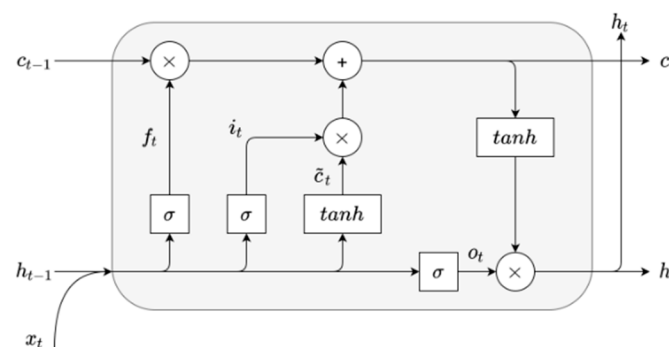 h_t
c_{t-1} × + c
f_t i_t × tanh
c̃_t
σ σ tanh
h_{t-1} σ o_t × h
x_t